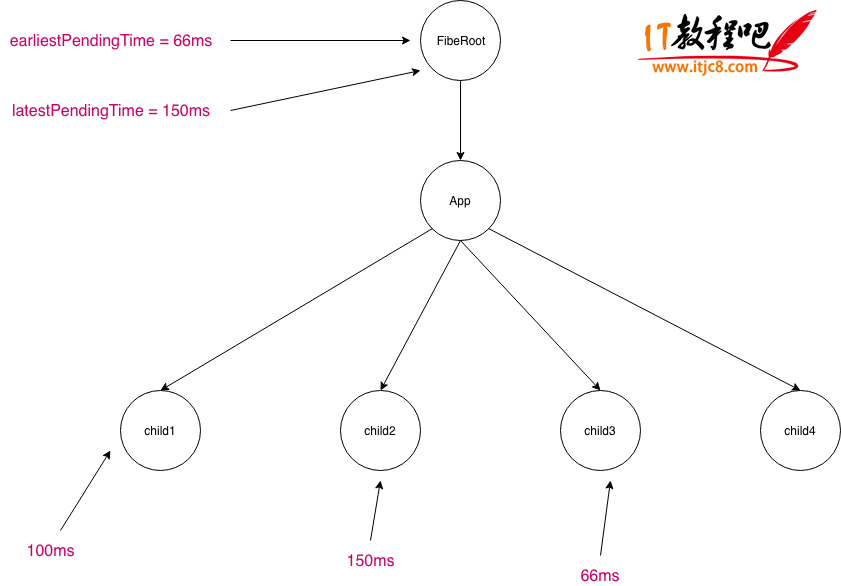 earliestPendingTime = 66ms
FibeRoot
IT教程吧
www.itjc8.com
latestPendingTime = 150ms
App
child1
child2
child3
child4
100ms
150ms
66ms